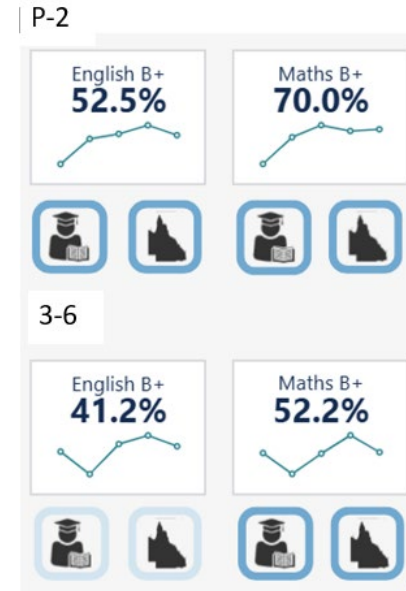 P-2
English B+
52.5%
Maths B+
70.0%
3-6
English B+
41.2%
Maths B+
52.2%